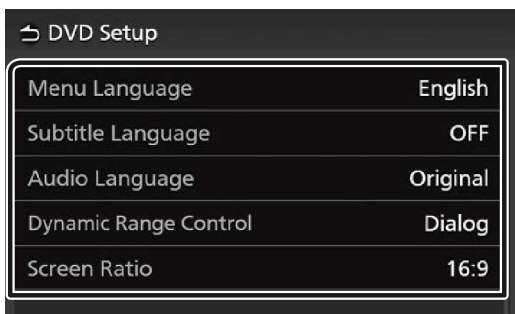 DVD Setup
Menu Language English
Subtitle Language OFF
Audio Language Original
Dynamic Range Control Dialog
Screen Ratio 16:9